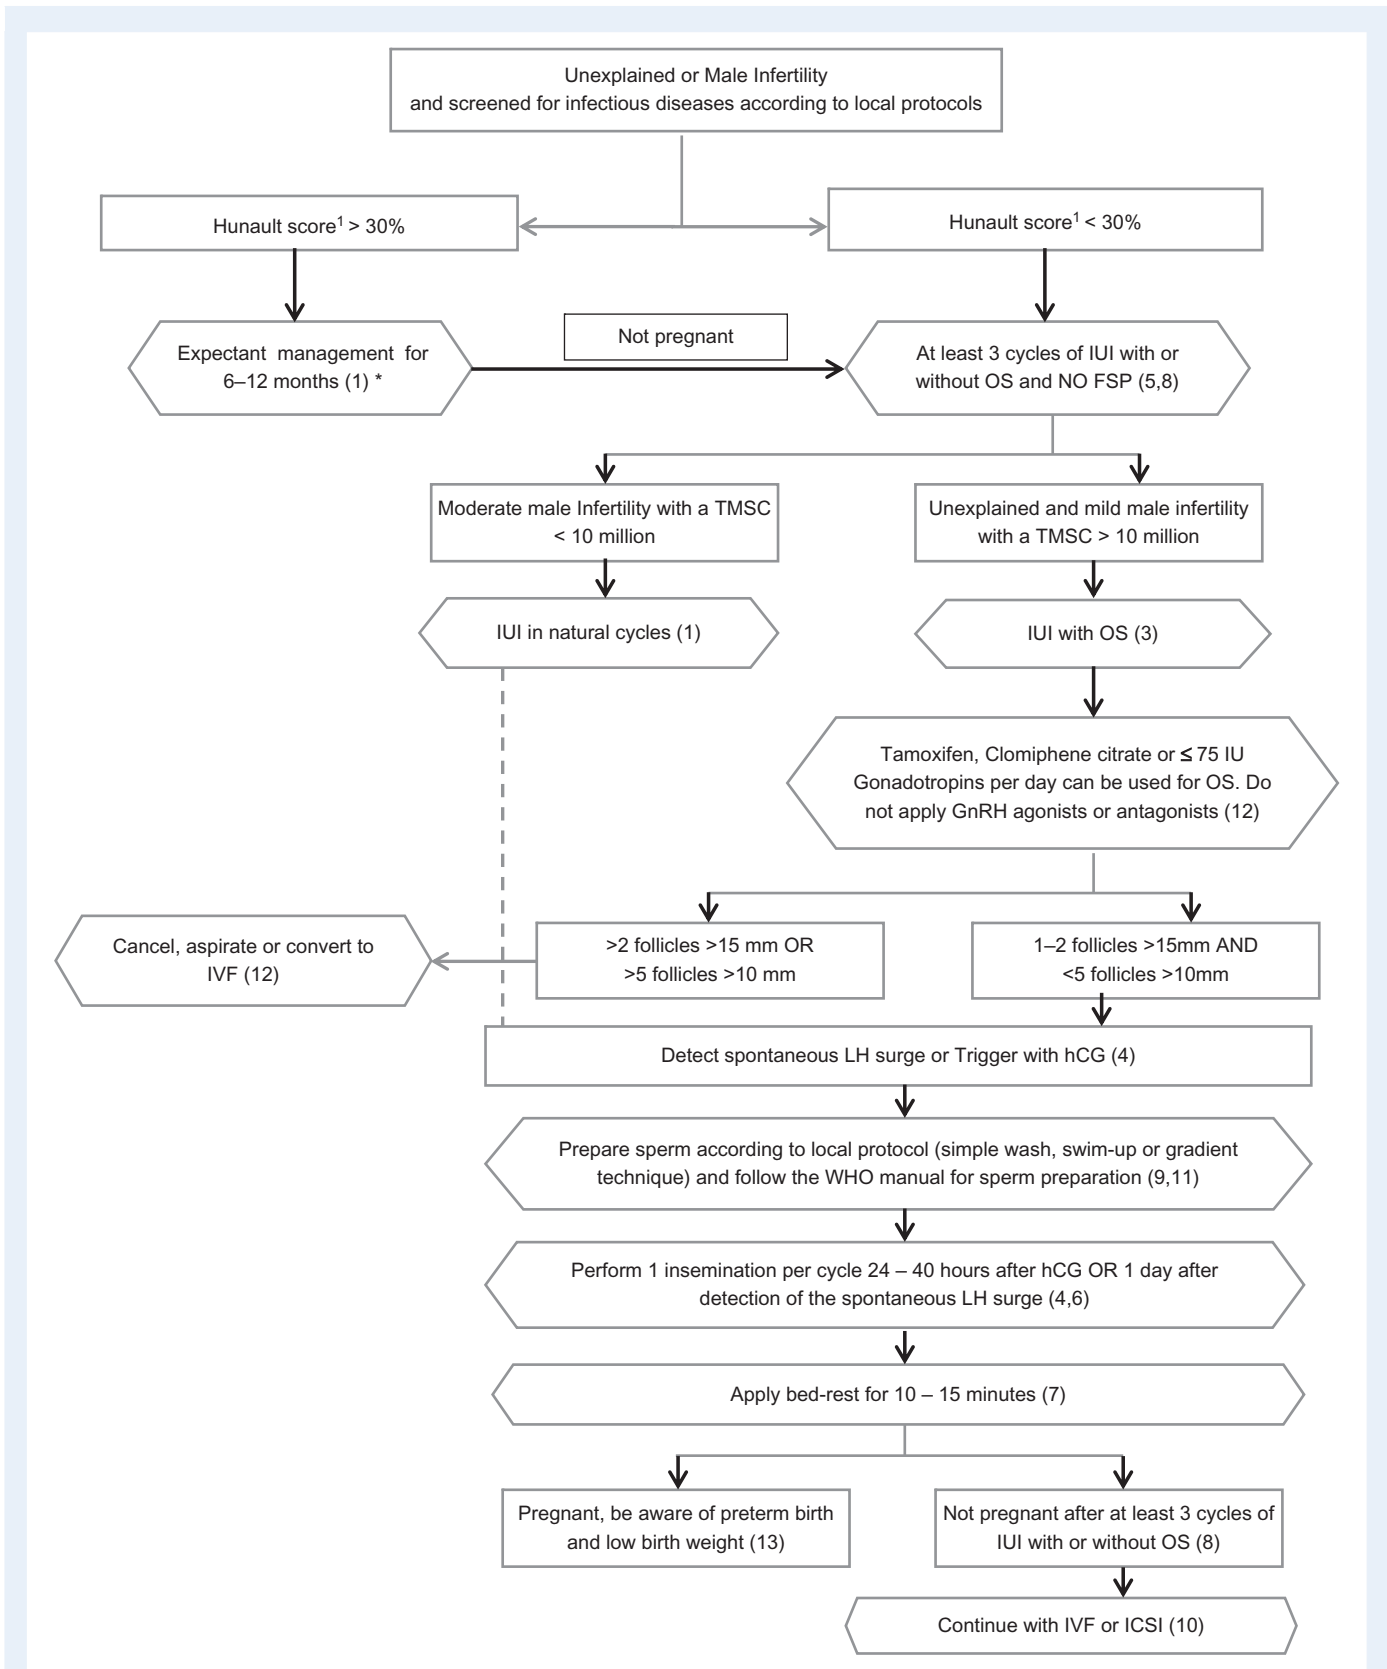 Unexplained or Male Infertility
and screened for infectious diseases according to local protocols
Hunault score¹ > 30%
Hunault score¹ < 30%
Expectant management for
6–12 months (1) *
Not pregnant
At least 3 cycles of IUI with or
without OS and NO FSP (5,8)
Moderate male Infertility with a TMSC
< 10 million
Unexplained and mild male infertility
with a TMSC > 10 million
IUI in natural cycles (1)
IUI with OS (3)
Tamoxifen, Clomiphene citrate or ≤ 75 IU
Gonadotropins per day can be used for OS. Do
not apply GnRH agonists or antagonists (12)
Cancel, aspirate or convert to
IVF (12)
>2 follicles >15 mm OR
>5 follicles >10 mm
1–2 follicles >15mm AND
<5 follicles >10mm
Detect spontaneous LH surge or Trigger with hCG (4)
Prepare sperm according to local protocol (simple wash, swim-up or gradient
technique) and follow the WHO manual for sperm preparation (9,11)
Perform 1 insemination per cycle 24 – 40 hours after hCG OR 1 day after
detection of the spontaneous LH surge (4,6)
Apply bed-rest for 10 – 15 minutes (7)
Pregnant, be aware of preterm birth
and low birth weight (13)
Not pregnant after at least 3 cycles of
IUI with or without OS (8)
Continue with IVF or ICSI (10)